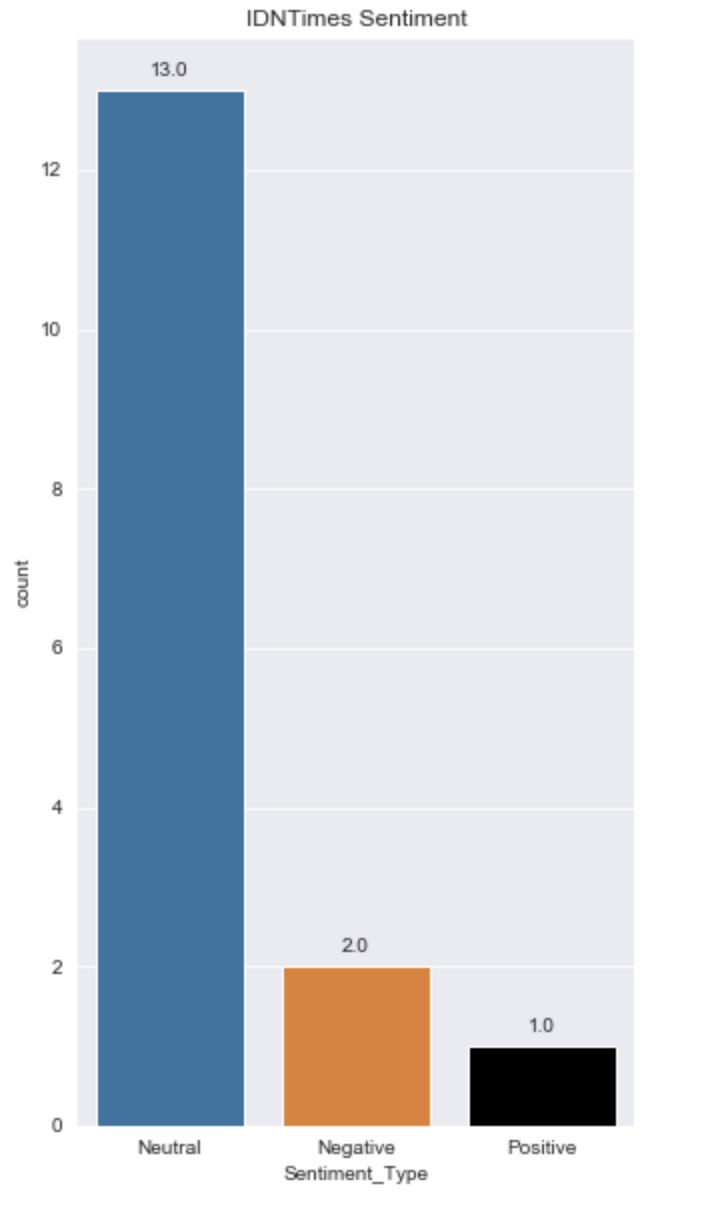 IDNTimes Sentiment
13.0
12
10
8
6
4
2
0
count
2.0
1.0
Neutral Negative Positive
Sentiment_Type